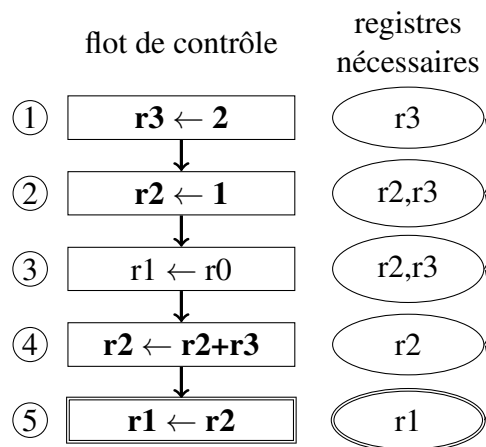 flot de contrôle
registres
nécessaires
1 r3 ← 2 r3
2 r2 ← 1 r2,r3
3 r1 ← r0 r2,r3
4 r2 ← r2+r3 r2
5 r1 ← r2 r1